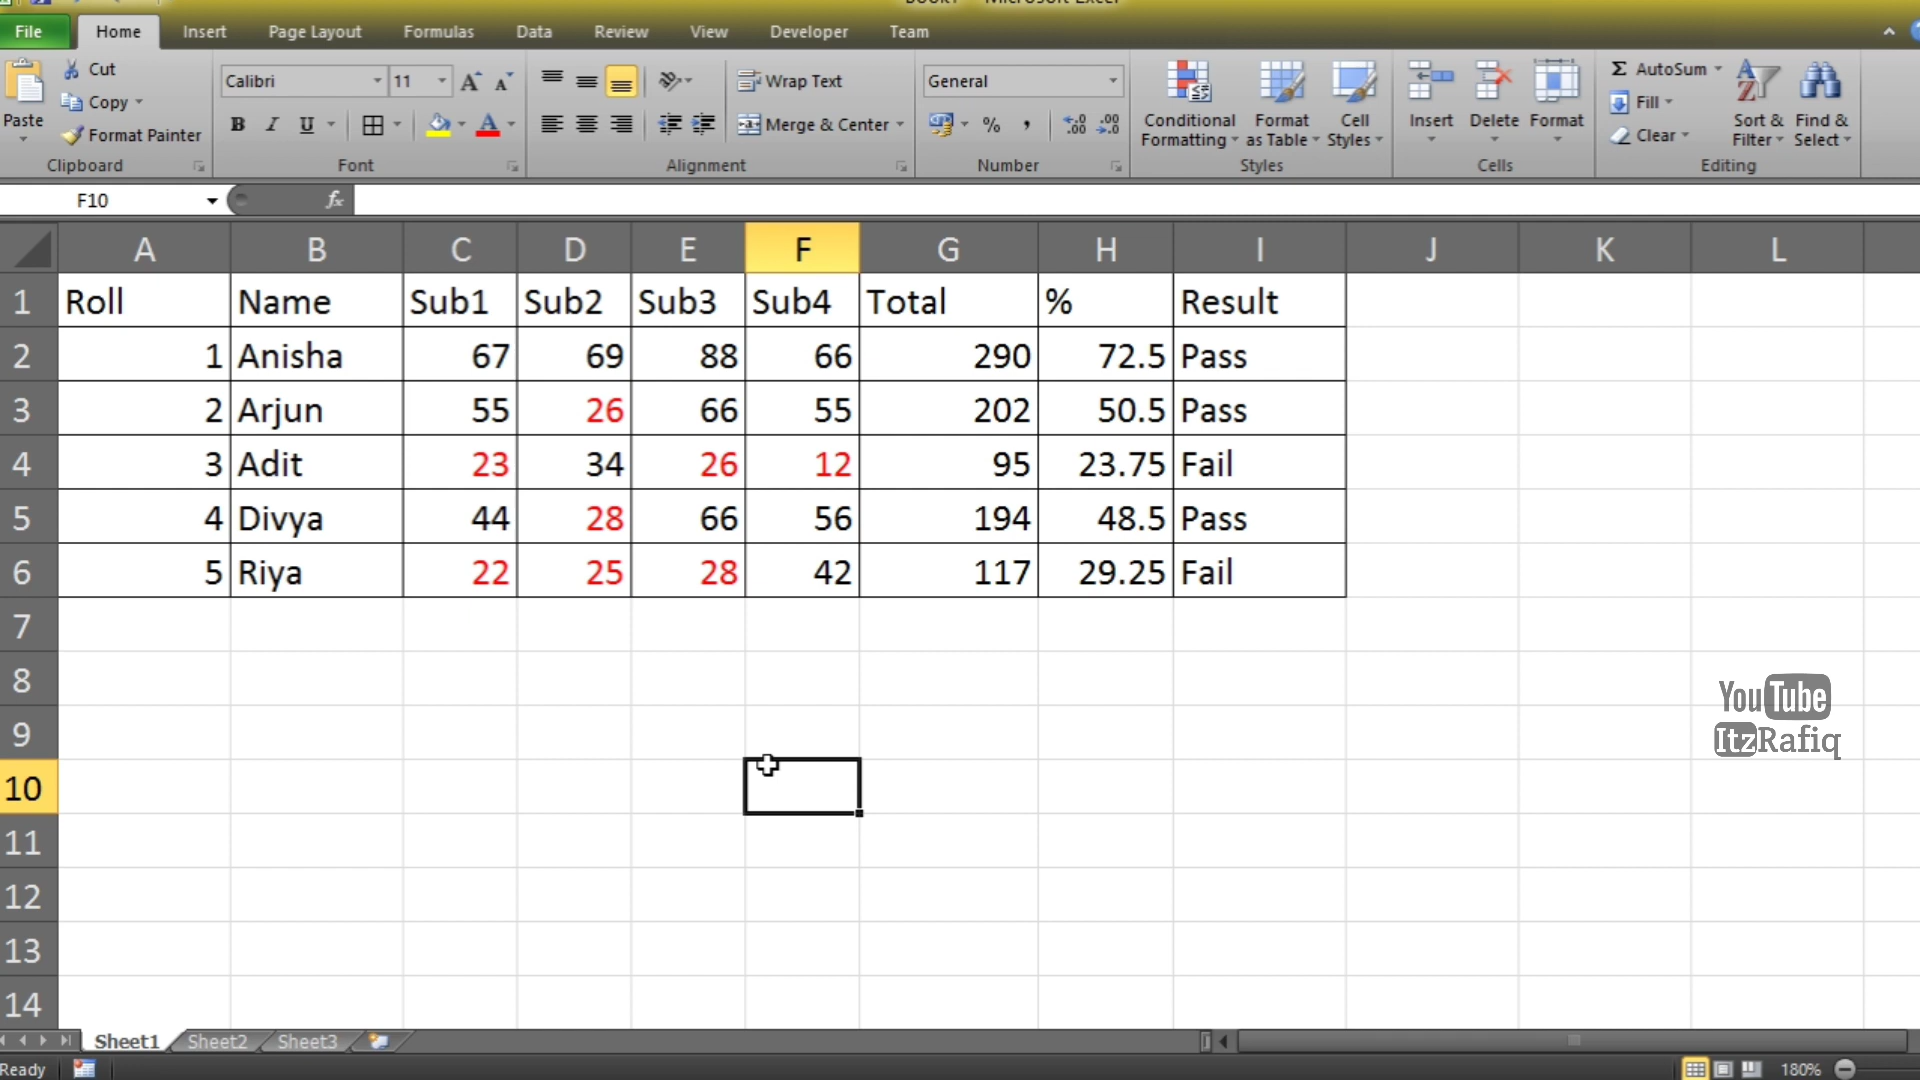 File Home Insert Page Layout Formulas Data Review View Developer Team
Cut
Copy
Format Painter
Paste
Clipboard
Calibri 11
B I U
Font
Wrap Text
Merge & Center
Alignment
General
%
Number
Conditional Formatting
Format as Table
Cell Styles
Styles
Insert Delete Format
Cells
AutoSum
Fill
Clear
Sort & Filter
Find & Select
Editing
F10 fx
A B C D E F G H I J K L
1 Roll Name Sub1 Sub2 Sub3 Sub4 Total % Result
2 1 Anisha 67 69 88 66 290 72.5 Pass
3 2 Arjun 55 26 66 55 202 50.5 Pass
4 3 Adit 23 34 26 12 95 23.75 Fail
5 4 Divya 44 28 66 56 194 48.5 Pass
6 5 Riya 22 25 28 42 117 29.25 Fail
7
8
9
10
11
12
13
14
YouTube
ItzRafiq
Sheet1 Sheet2 Sheet3
Ready 180%